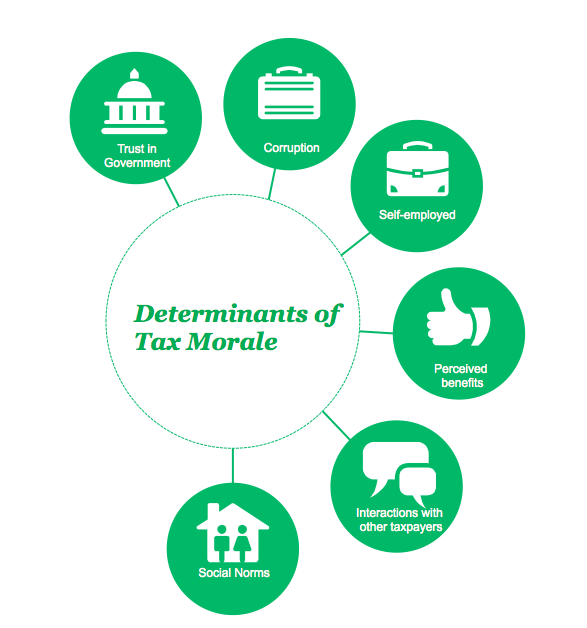 Trust in
Government
Corruption
Self-employed
Determinants of
Tax Morale
Perceived
benefits
Interactions with
other taxpayers
Social Norms